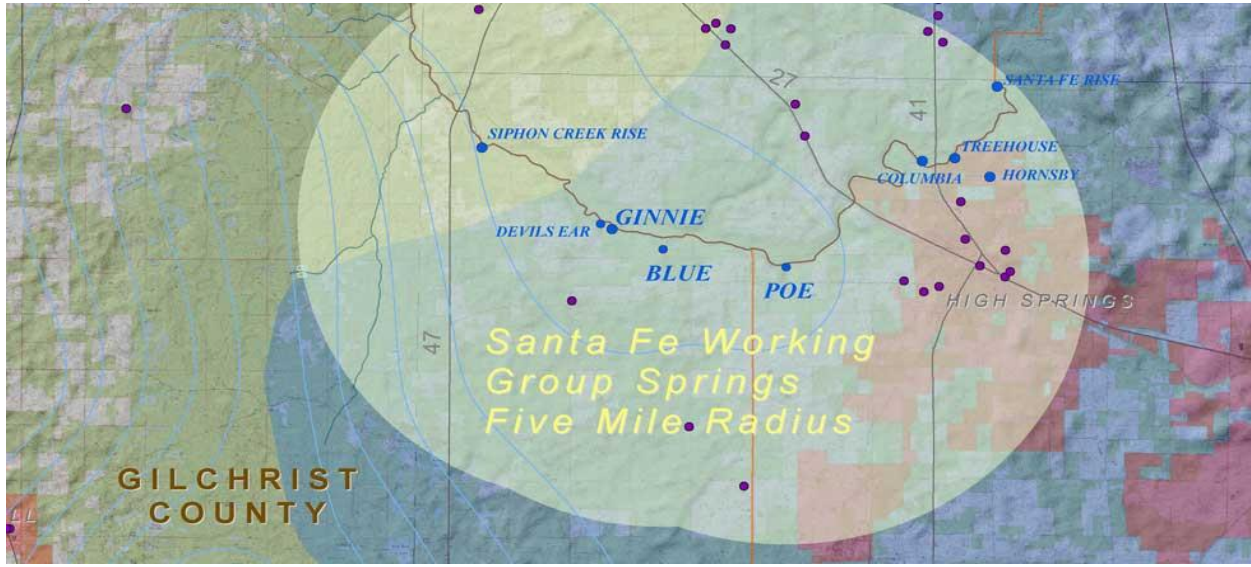 27
41
SANTA FE RISE
SIPHON CREEK RISE
TREEHOUSE
COLUMBIA
HORNSBY
GINNIE
DEVILS EAR
BLUE
POE
HIGH SPRINGS
47
Santa Fe Working
Group Springs
Five Mile Radius
GILCHRIST
COUNTY
LL